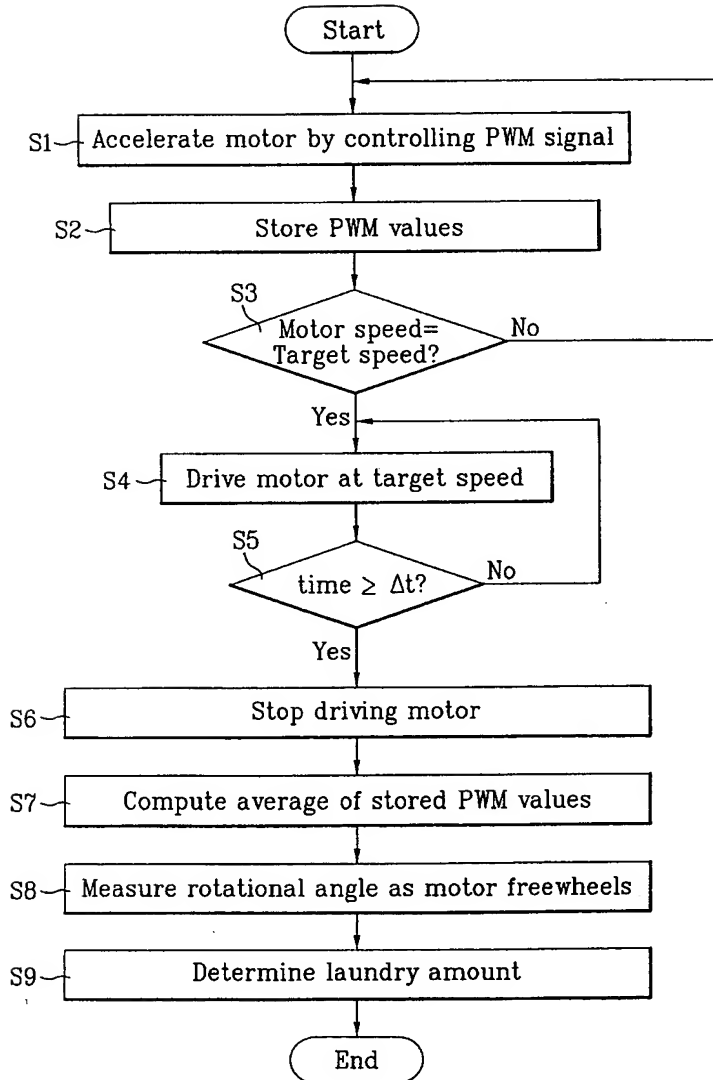 Start
S1 Accelerate motor by controlling PWM signal
S2 Store PWM values
S3
Motor speed=
Target speed?
No
Yes
S4 Drive motor at target speed
S5
time ≥ Δt?
No
Yes
S6 Stop driving motor
S7 Compute average of stored PWM values
S8 Measure rotational angle as motor freewheels
S9 Determine laundry amount
End